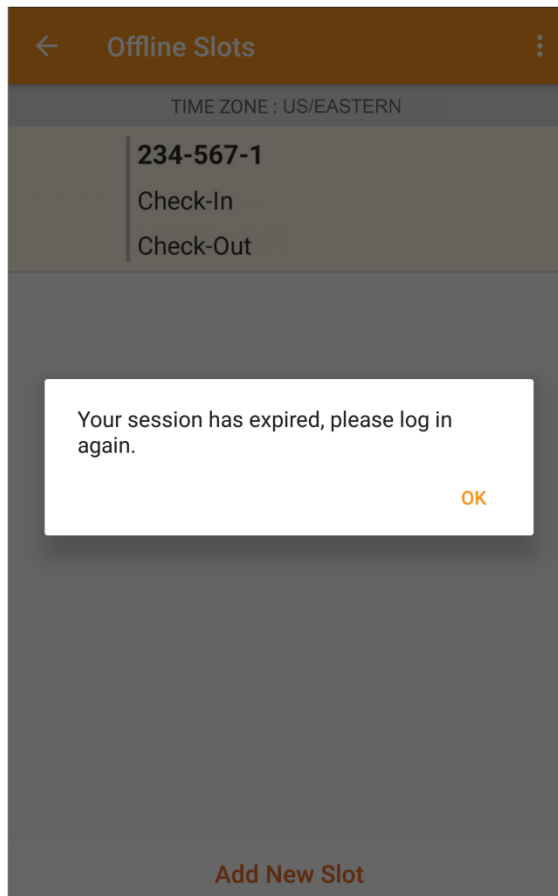 Offline Slots
TIME ZONE : US/EASTERN
234-567-1
Check-In
Check-Out
Your session has expired, please log in
again.
OK
Add New Slot